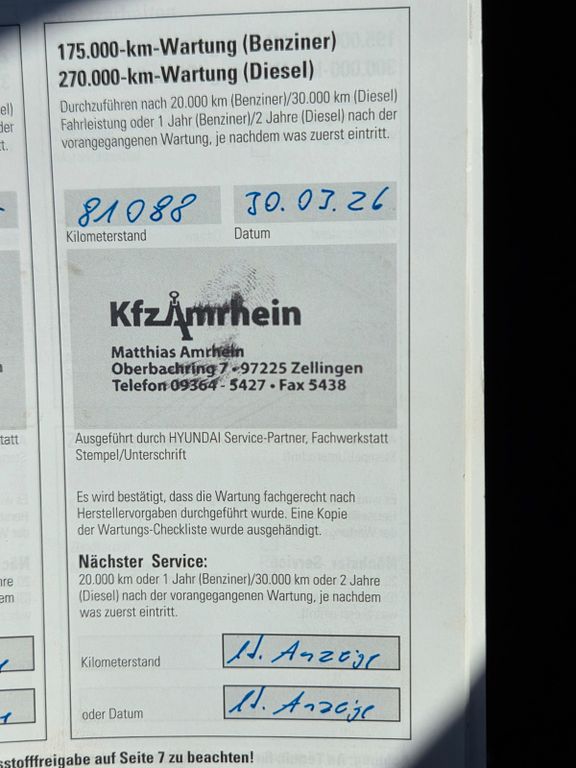 175.000-km-Wartung (Benziner)
270.000-km-Wartung (Diesel)
Durchzuführen nach 20.000 km (Benziner)/30.000 km (Diesel)
Fahrleistung oder 1 Jahr (Benziner)/2 Jahre (Diesel) nach der
vorangegangenen Wartung, je nachdem was zuerst eintritt.
81088 30.03.26
Kilometerstand Datum
KfzAmrhein
Matthias Amrhein
Oberbachring 7 • 97225 Zellingen
Telefon 09364 - 5427 • Fax 5438
Ausgeführt durch HYUNDAI Service-Partner, Fachwerkstatt
Stempel/Unterschrift
Es wird bestätigt, dass die Wartung fachgerecht nach
Herstellervorgaben durchgeführt wurde. Eine Kopie
der Wartungs-Checkliste wurde ausgehändigt.
Nächster Service:
20.000 km oder 1 Jahr (Benziner)/30.000 km oder 2 Jahre
(Diesel) nach der vorangegangenen Wartung, je nachdem
was zuerst eintritt.
Kilometerstand lt. Anzeige
oder Datum lt. Anzeige
sstofffreigabe auf Seite 7 zu beachten!